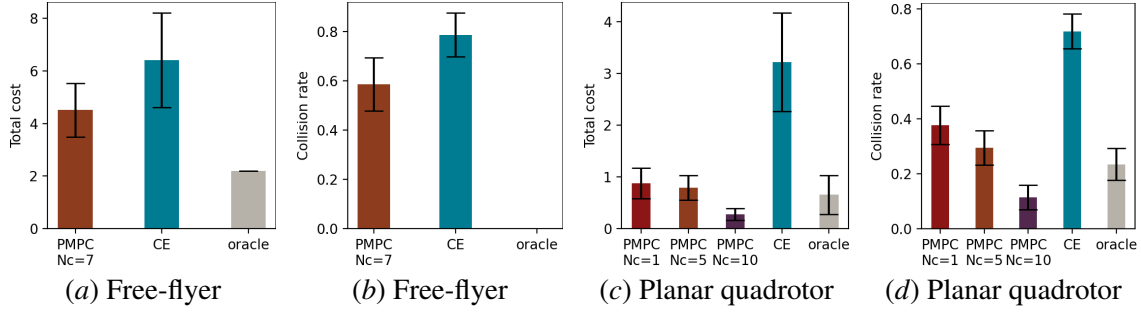 Total cost
8
6
4
2
0
PMPC
Nc=7
CE
oracle
(a) Free-flyer
Collision rate
0.8
0.6
0.4
0.2
0.0
PMPC
Nc=7
CE
oracle
(b) Free-flyer
Total cost
4
3
2
1
0
PMPC
Nc=1
PMPC
Nc=5
PMPC
Nc=10
CE
oracle
(c) Planar quadrotor
Collision rate
0.8
0.6
0.4
0.2
0.0
PMPC
Nc=1
PMPC
Nc=5
PMPC
Nc=10
CE
oracle
(d) Planar quadrotor